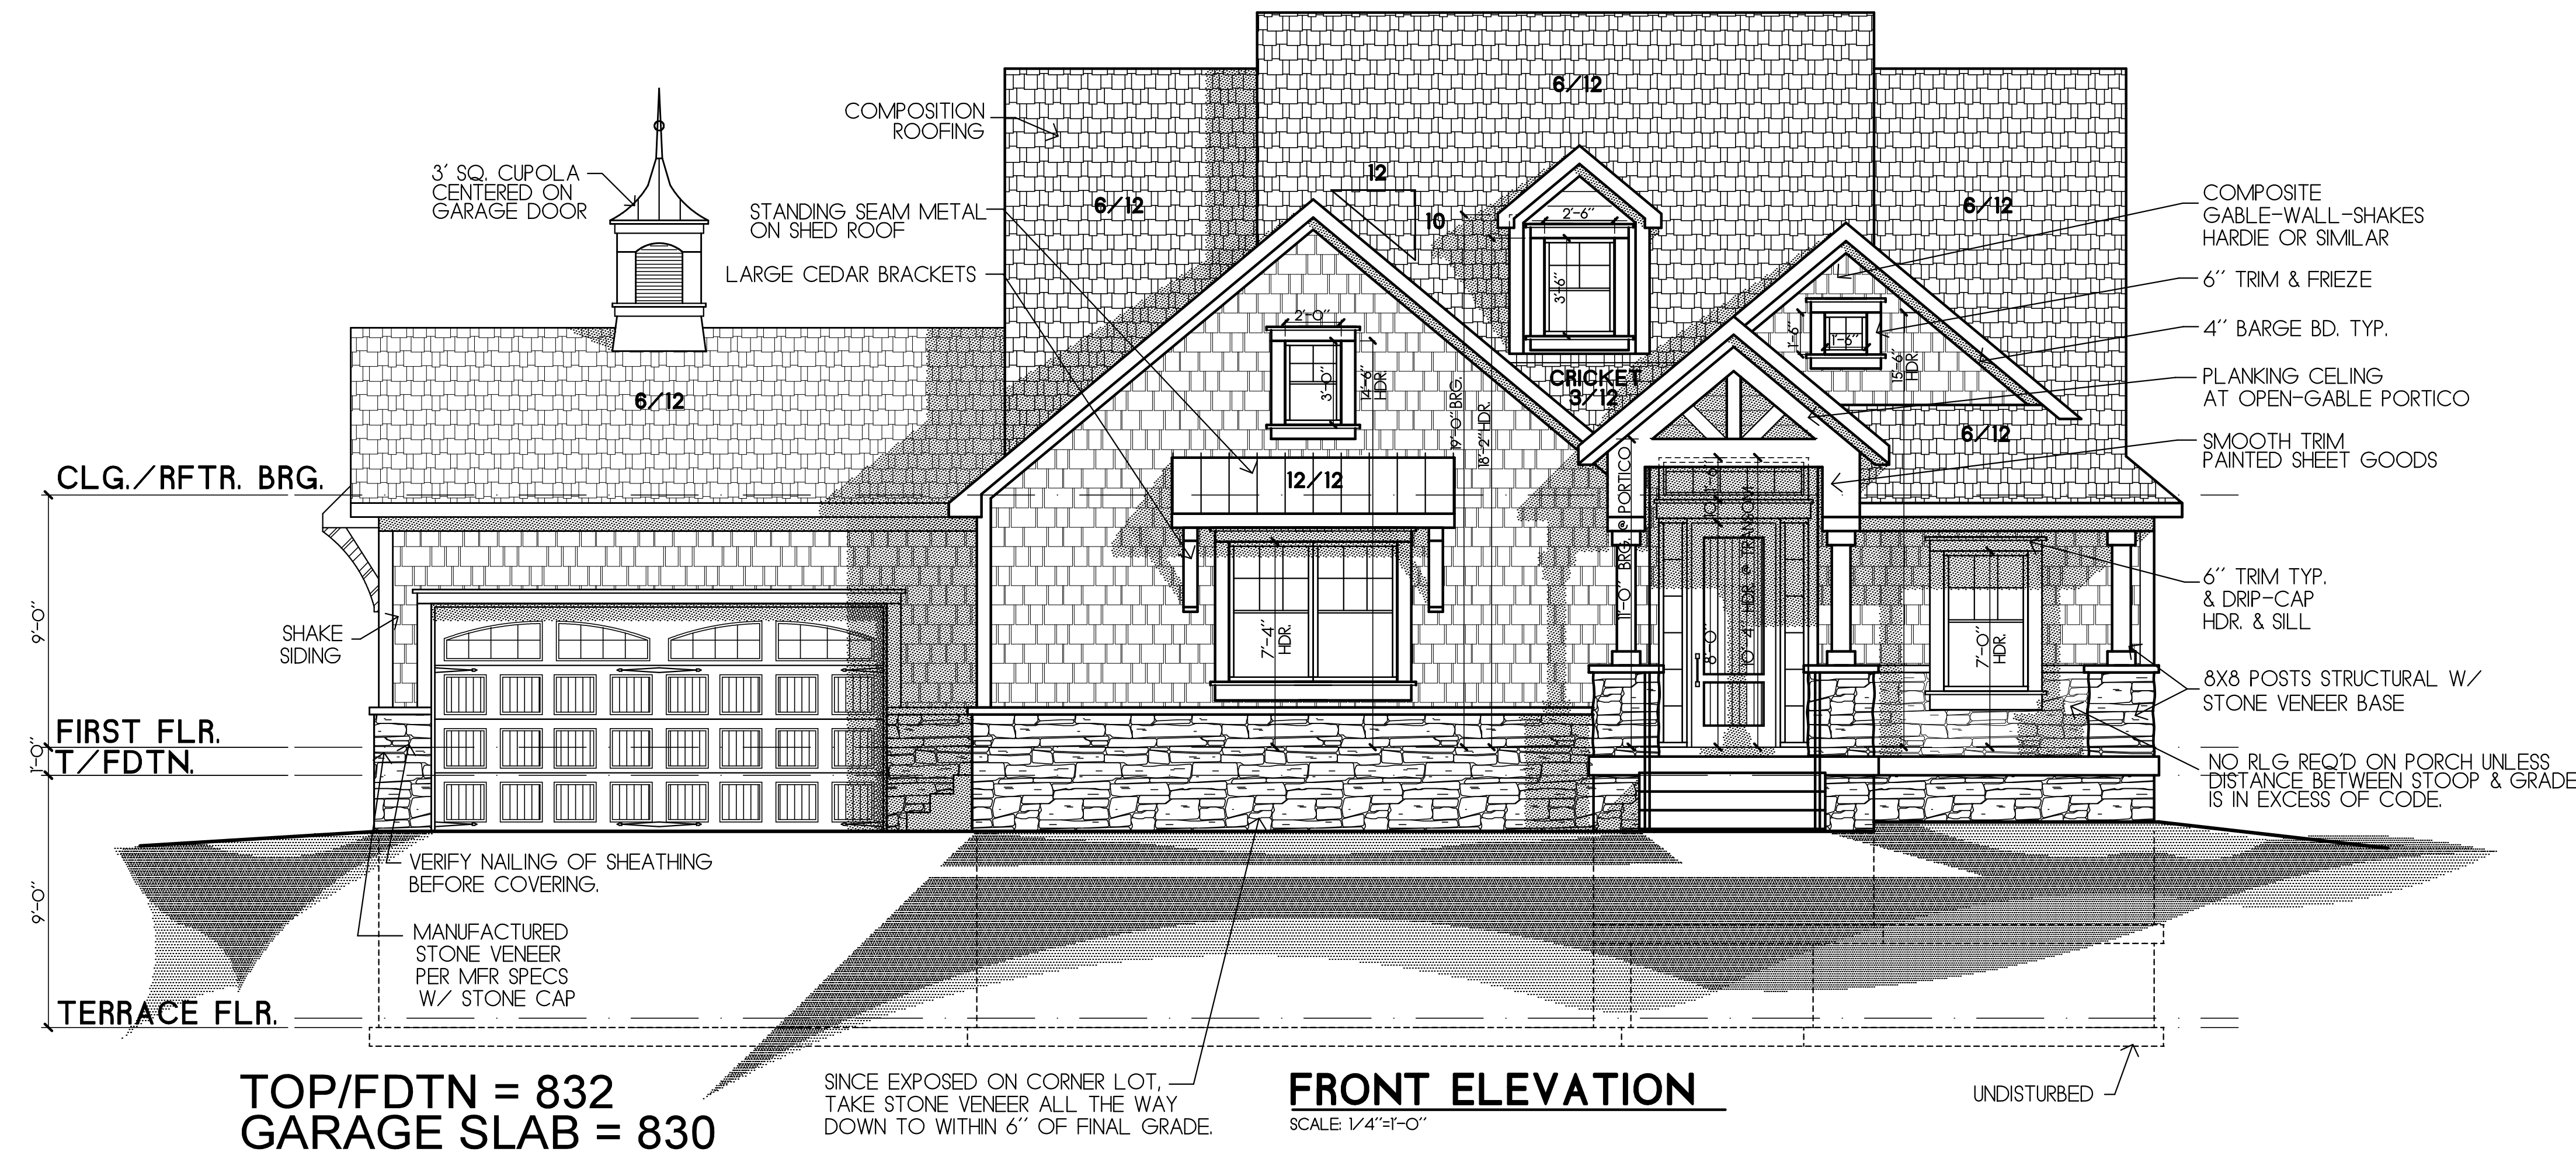 6/12
COMPOSITION
ROOFING
3' SQ. CUPOLA
CENTERED ON
GARAGE DOOR
STANDING SEAM METAL
ON SHED ROOF
LARGE CEDAR BRACKETS
6/12
12
10
2'-6"
3'-6"
6/12
COMPOSITE
GABLE-WALL-SHAKES
HARDIE OR SIMILAR
6" TRIM & FRIEZE
4" BARGE BD. TYP.
PLANKING CELING
AT OPEN-GABLE PORTICO
SMOOTH TRIM
PAINTED SHEET GOODS
2'-0"
3'-0"
14'-6"
HDR
1'-6"
1'-6"
15'-6"
HDR
CRICKET
3/12
6/12
6/12
19'-0" BRG.
18'-2" HDR.
12/12
CLG./RFTR. BRG.
11'-0" BRG. @ PORTICO
1'-6"
10"
10'-4" HDR @ TRANSOM
8'-0"
7'-4"
HDR.
7'-0"
HDR.
6" TRIM TYP.
& DRIP-CAP
HDR. & SILL
9'-0"
SHAKE
SIDING
8X8 POSTS STRUCTURAL W/
STONE VENEER BASE
FIRST FLR.
1'-0"
T/FDTN.
NO RLG REQ'D ON PORCH UNLESS
DISTANCE BETWEEN STOOP & GRADE
IS IN EXCESS OF CODE.
VERIFY NAILING OF SHEATHING
BEFORE COVERING.
9'-0"
MANUFACTURED
STONE VENEER
PER MFR SPECS
W/ STONE CAP
TERRACE FLR.
TOP/FDTN = 832
GARAGE SLAB = 830
SINCE EXPOSED ON CORNER LOT,
TAKE STONE VENEER ALL THE WAY
DOWN TO WITHIN 6" OF FINAL GRADE.
FRONT ELEVATION
SCALE: 1/4"=1'-0"
UNDISTURBED